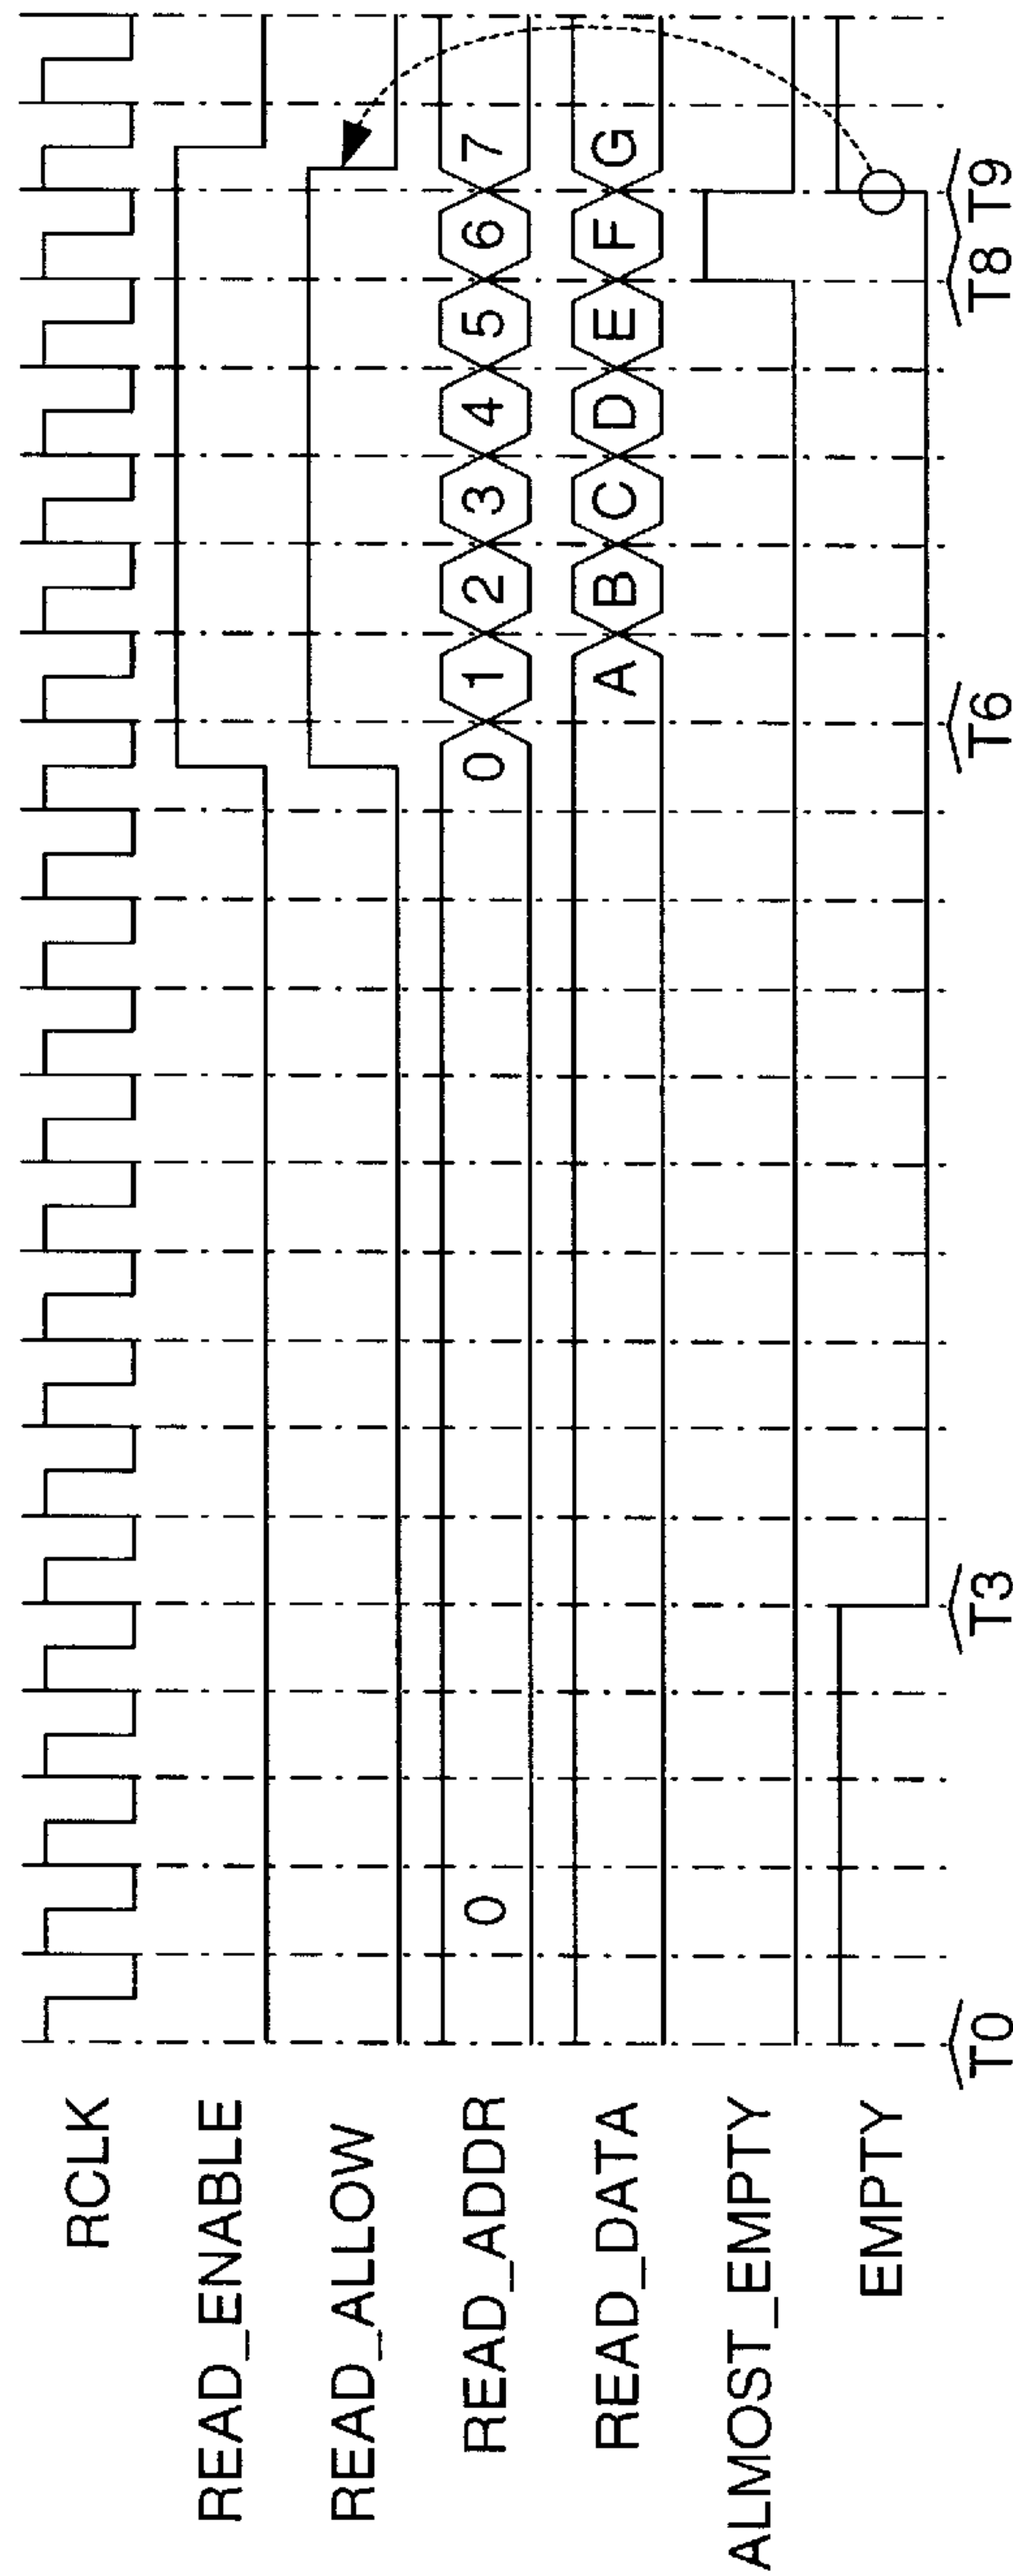 RCLK
READ_ENABLE
READ_ALLOW
READ_ADDR 0 0 1 2 3 4 5 6 7
READ_DATA A B C D E F G
ALMOST_EMPTY
EMPTY
T0 T3 T6 T8 T9